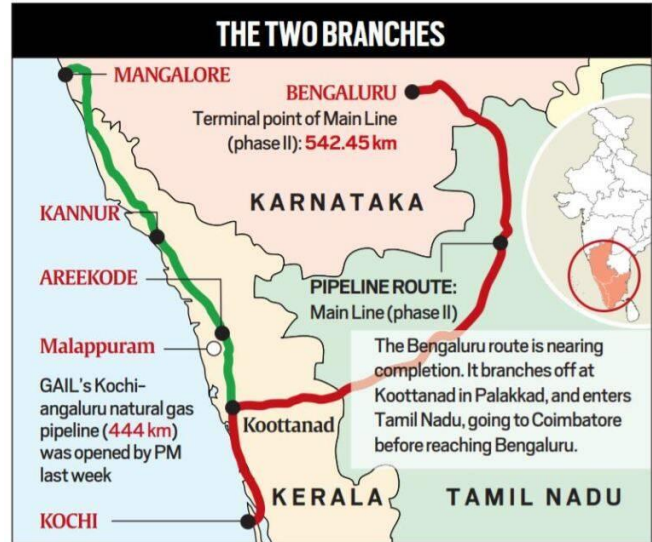 THE TWO BRANCHES
MANGALORE
BENGALURU
Terminal point of Main Line
(phase II): 542.45 km
KARNATAKA
KANNUR
AREEKODE
PIPELINE ROUTE:
Main Line (phase II)
Malappuram
The Bengaluru route is nearing
completion. It branches off at
Koottanad in Palakkad, and enters
Tamil Nadu, going to Coimbatore
before reaching Bengaluru.
GAIL's Kochi-
angaluru natural gas
pipeline (444 km)
was opened by PM
last week
Koottanad
KERALA
TAMIL NADU
KOCHI